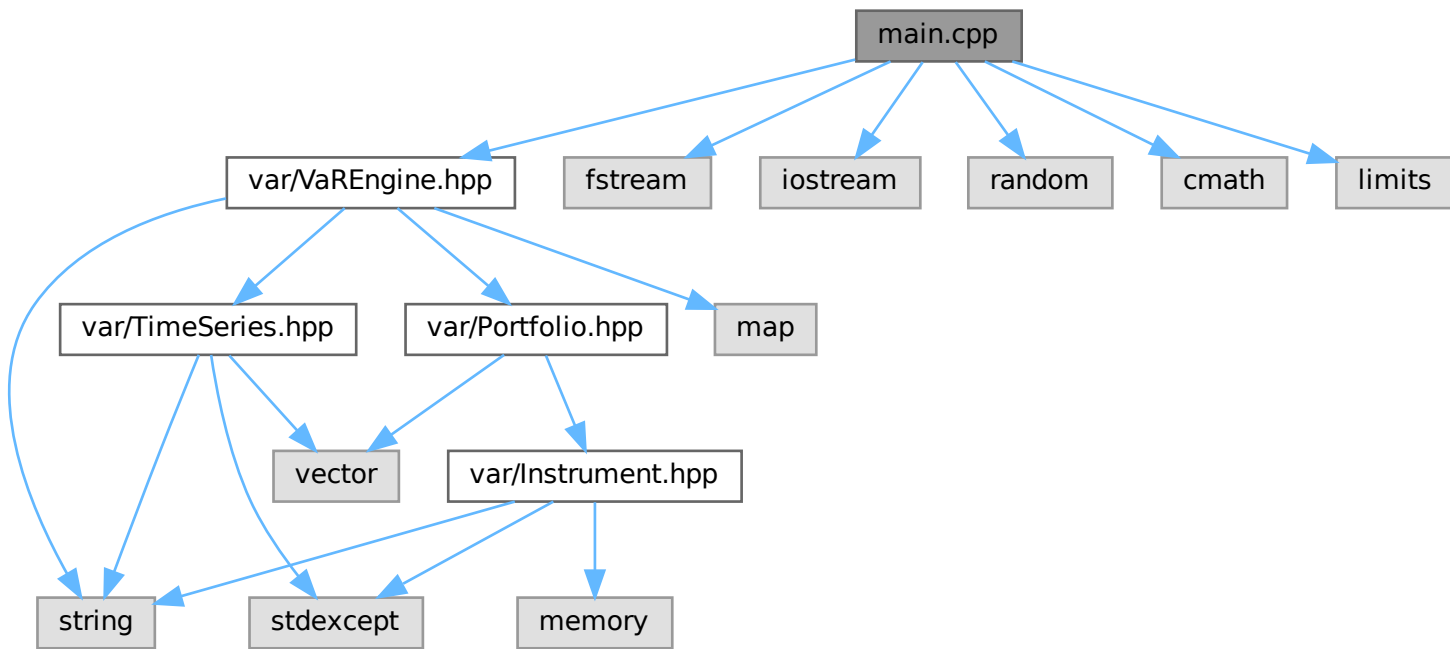 main.cpp
var/VaREngine.hpp
fstream
iostream
random
cmath
limits
var/TimeSeries.hpp
var/Portfolio.hpp
map
vector
var/Instrument.hpp
string
stdexcept
memory